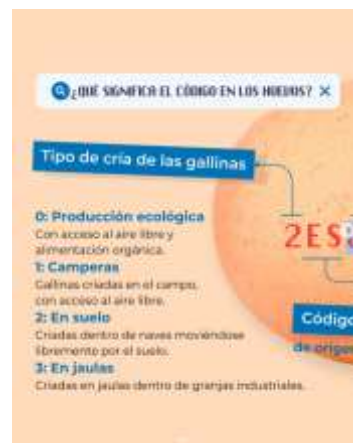 ¿QUÉ SIGNIFICA EL CÓDIGO EN LOS HUEVOS? X
Tipo de cría de las gallinas
0: Producción ecológica
Con acceso al aire libre y
alimentación orgánica.
1: Camperas
Gallinas criadas en el campo,
con acceso al aire libre.
2: En suelo
Criadas dentro de naves moviéndose
libremente por el suelo.
3: En jaulas
Criadas en jaulas dentro de granjas industriales.
2ES
Código
de origen